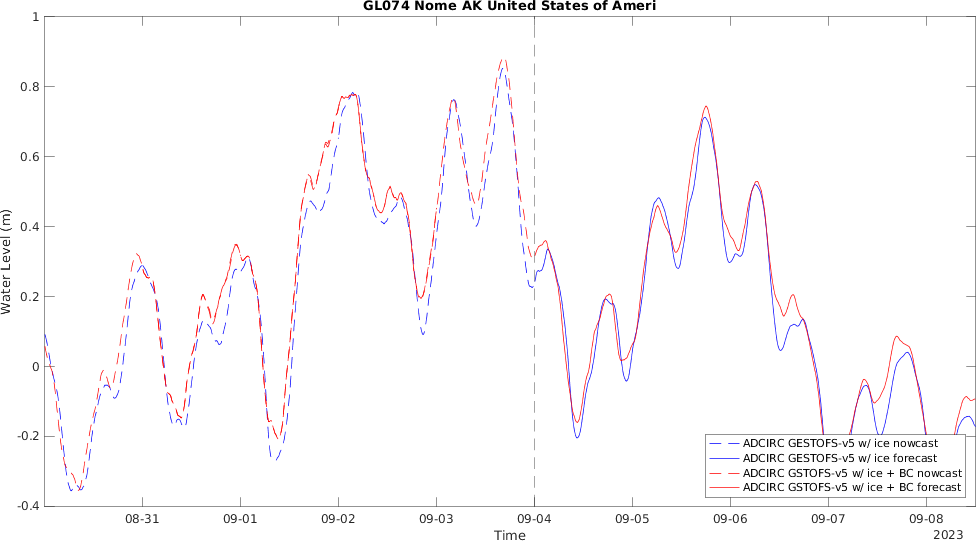 GL074 Nome AK United States of Ameri
1
0.8
0.6
0.4
0.2
0
-0.2
-0.4
Water Level (m)
08-31
09-01
09-02
09-03
09-04
09-05
09-06
09-07
09-08
Time
2023
ADCIRC GESTOFS-v5 w/ ice nowcast
ADCIRC GESTOFS-v5 w/ ice forecast
ADCIRC GSTOFS-v5 w/ ice + BC nowcast
ADCIRC GSTOFS-v5 w/ ice + BC forecast